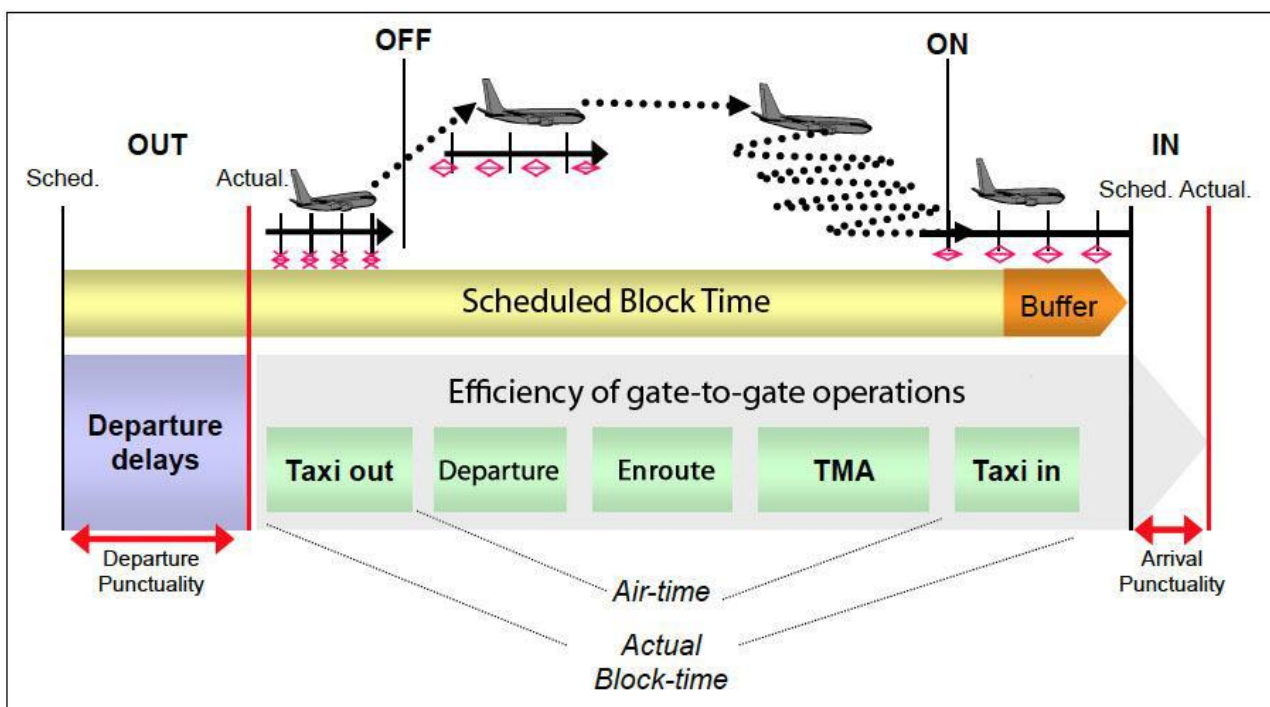 OFF
ON
OUT
IN
Sched.
Actual.
Sched. Actual.
Scheduled Block Time
Buffer
Efficiency of gate-to-gate operations
Departure
delays
Taxi out
Departure
Enroute
TMA
Taxi in
Departure
Punctuality
Arrival
Punctuality
Air-time
Actual
Block-time